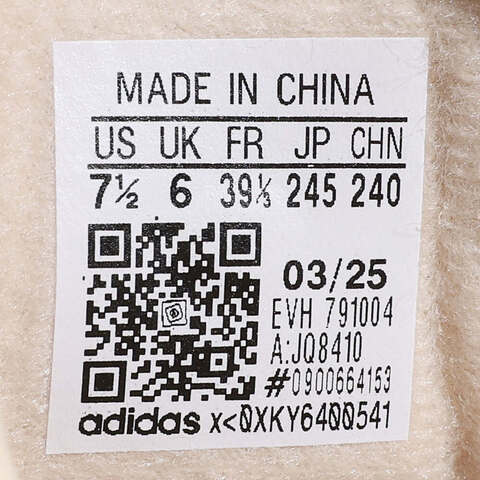 MADE IN CHINA
US UK FR JP CHN
7½ 6 39⅓ 245 240
03/25
EVH 791004
A:JQ8410
#0900664153
adidas x<0XKY6400541